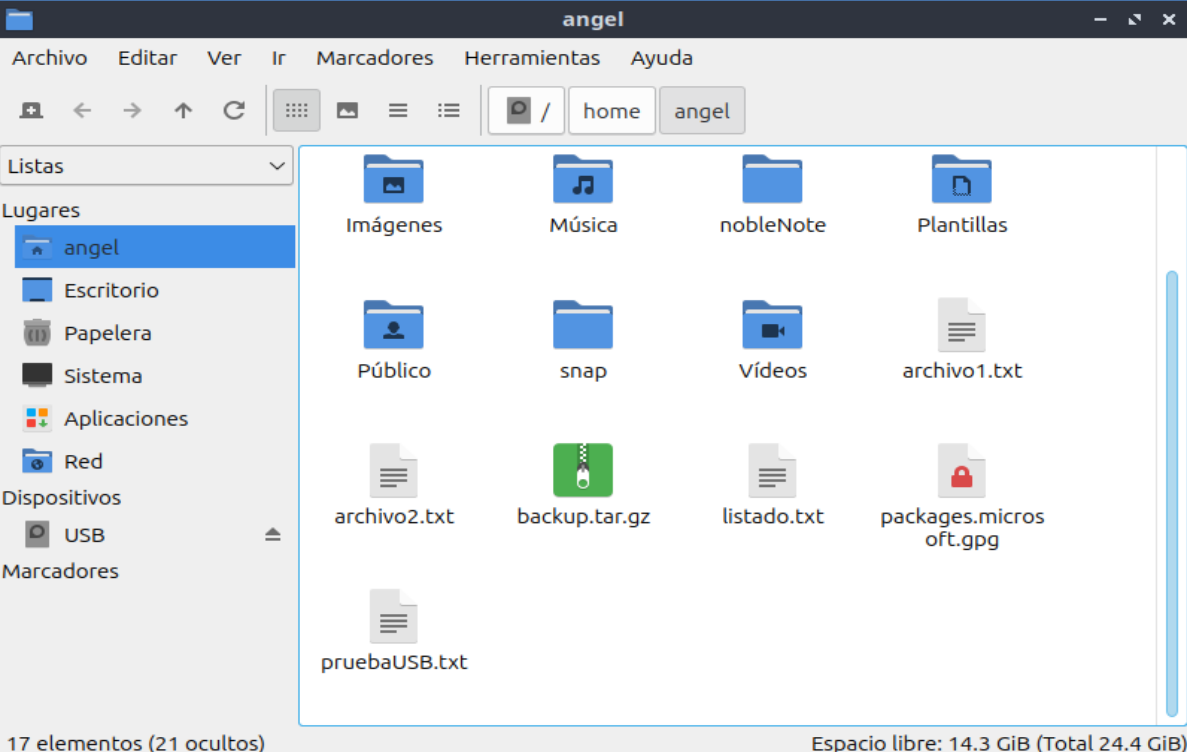 angel
Archivo Editar Ver Ir Marcadores Herramientas Ayuda
/ home angel
Listas
Lugares
angel
Escritorio
Papelera
Sistema
Aplicaciones
Red
Dispositivos
USB
Marcadores
Imágenes Música nobleNote Plantillas
Público snap Vídeos archivo1.txt
archivo2.txt backup.tar.gz listado.txt packages.micros
oft.gpg
pruebaUSB.txt
17 elementos (21 ocultos) Espacio libre: 14.3 GiB (Total 24.4 GiB)